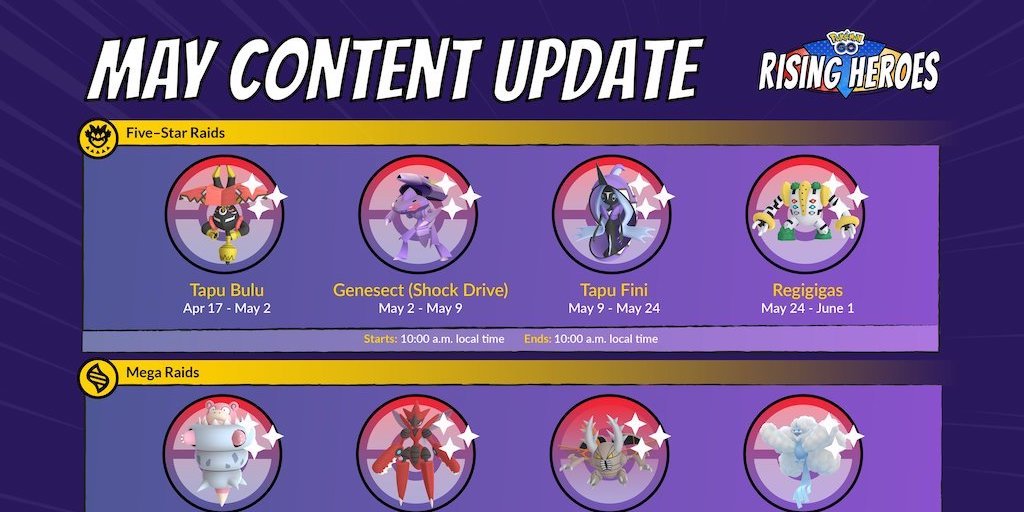 MAY CONTENT UPDATE
Pokémon
GO
RISING HEROES
Five-Star Raids
Tapu Bulu
Apr 17 - May 2
Genesect (Shock Drive)
May 2 - May 9
Tapu Fini
May 9 - May 24
Regigigas
May 24 - June 1
Starts: 10:00 a.m. local time Ends: 10:00 a.m. local time
Mega Raids